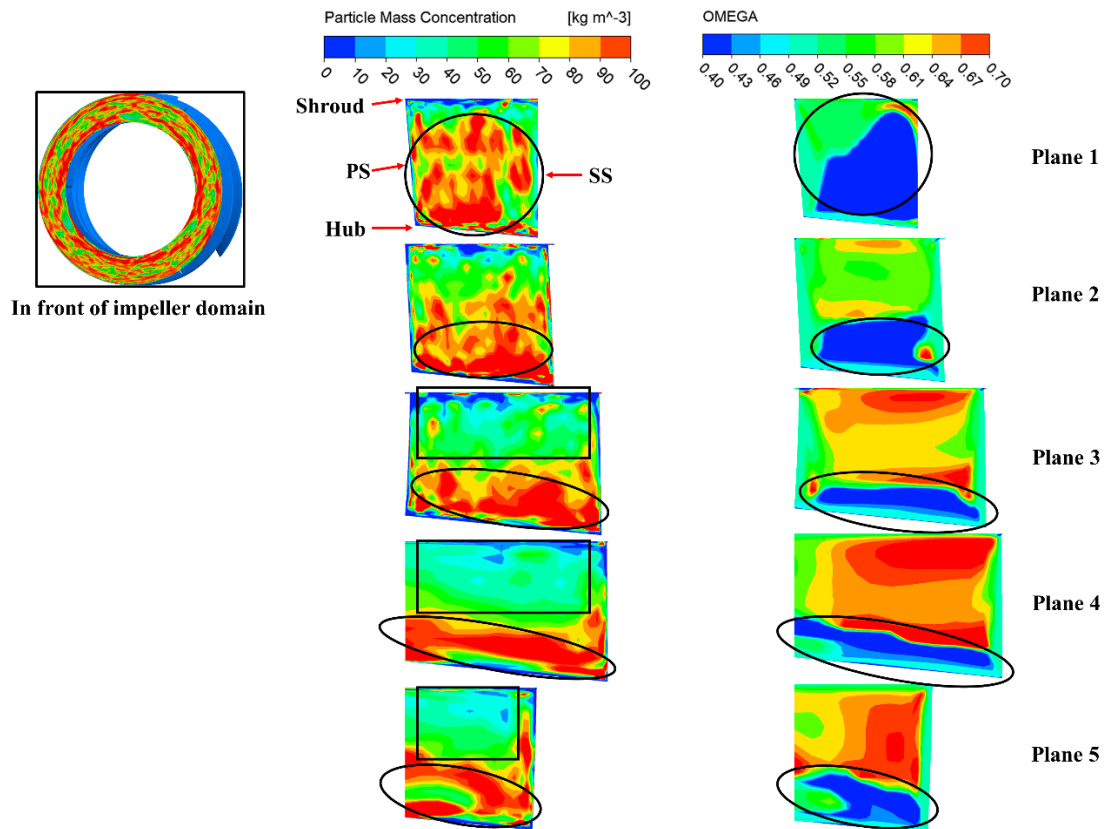 Particle Mass Concentration [kg m^-3]
0 10 20 30 40 50 60 70 80 90 100
OMEGA
0.40 0.43 0.46 0.49 0.52 0.55 0.58 0.61 0.64 0.67 0.70
Shroud
PS
SS
Hub
In front of impeller domain
Plane 1
Plane 2
Plane 3
Plane 4
Plane 5